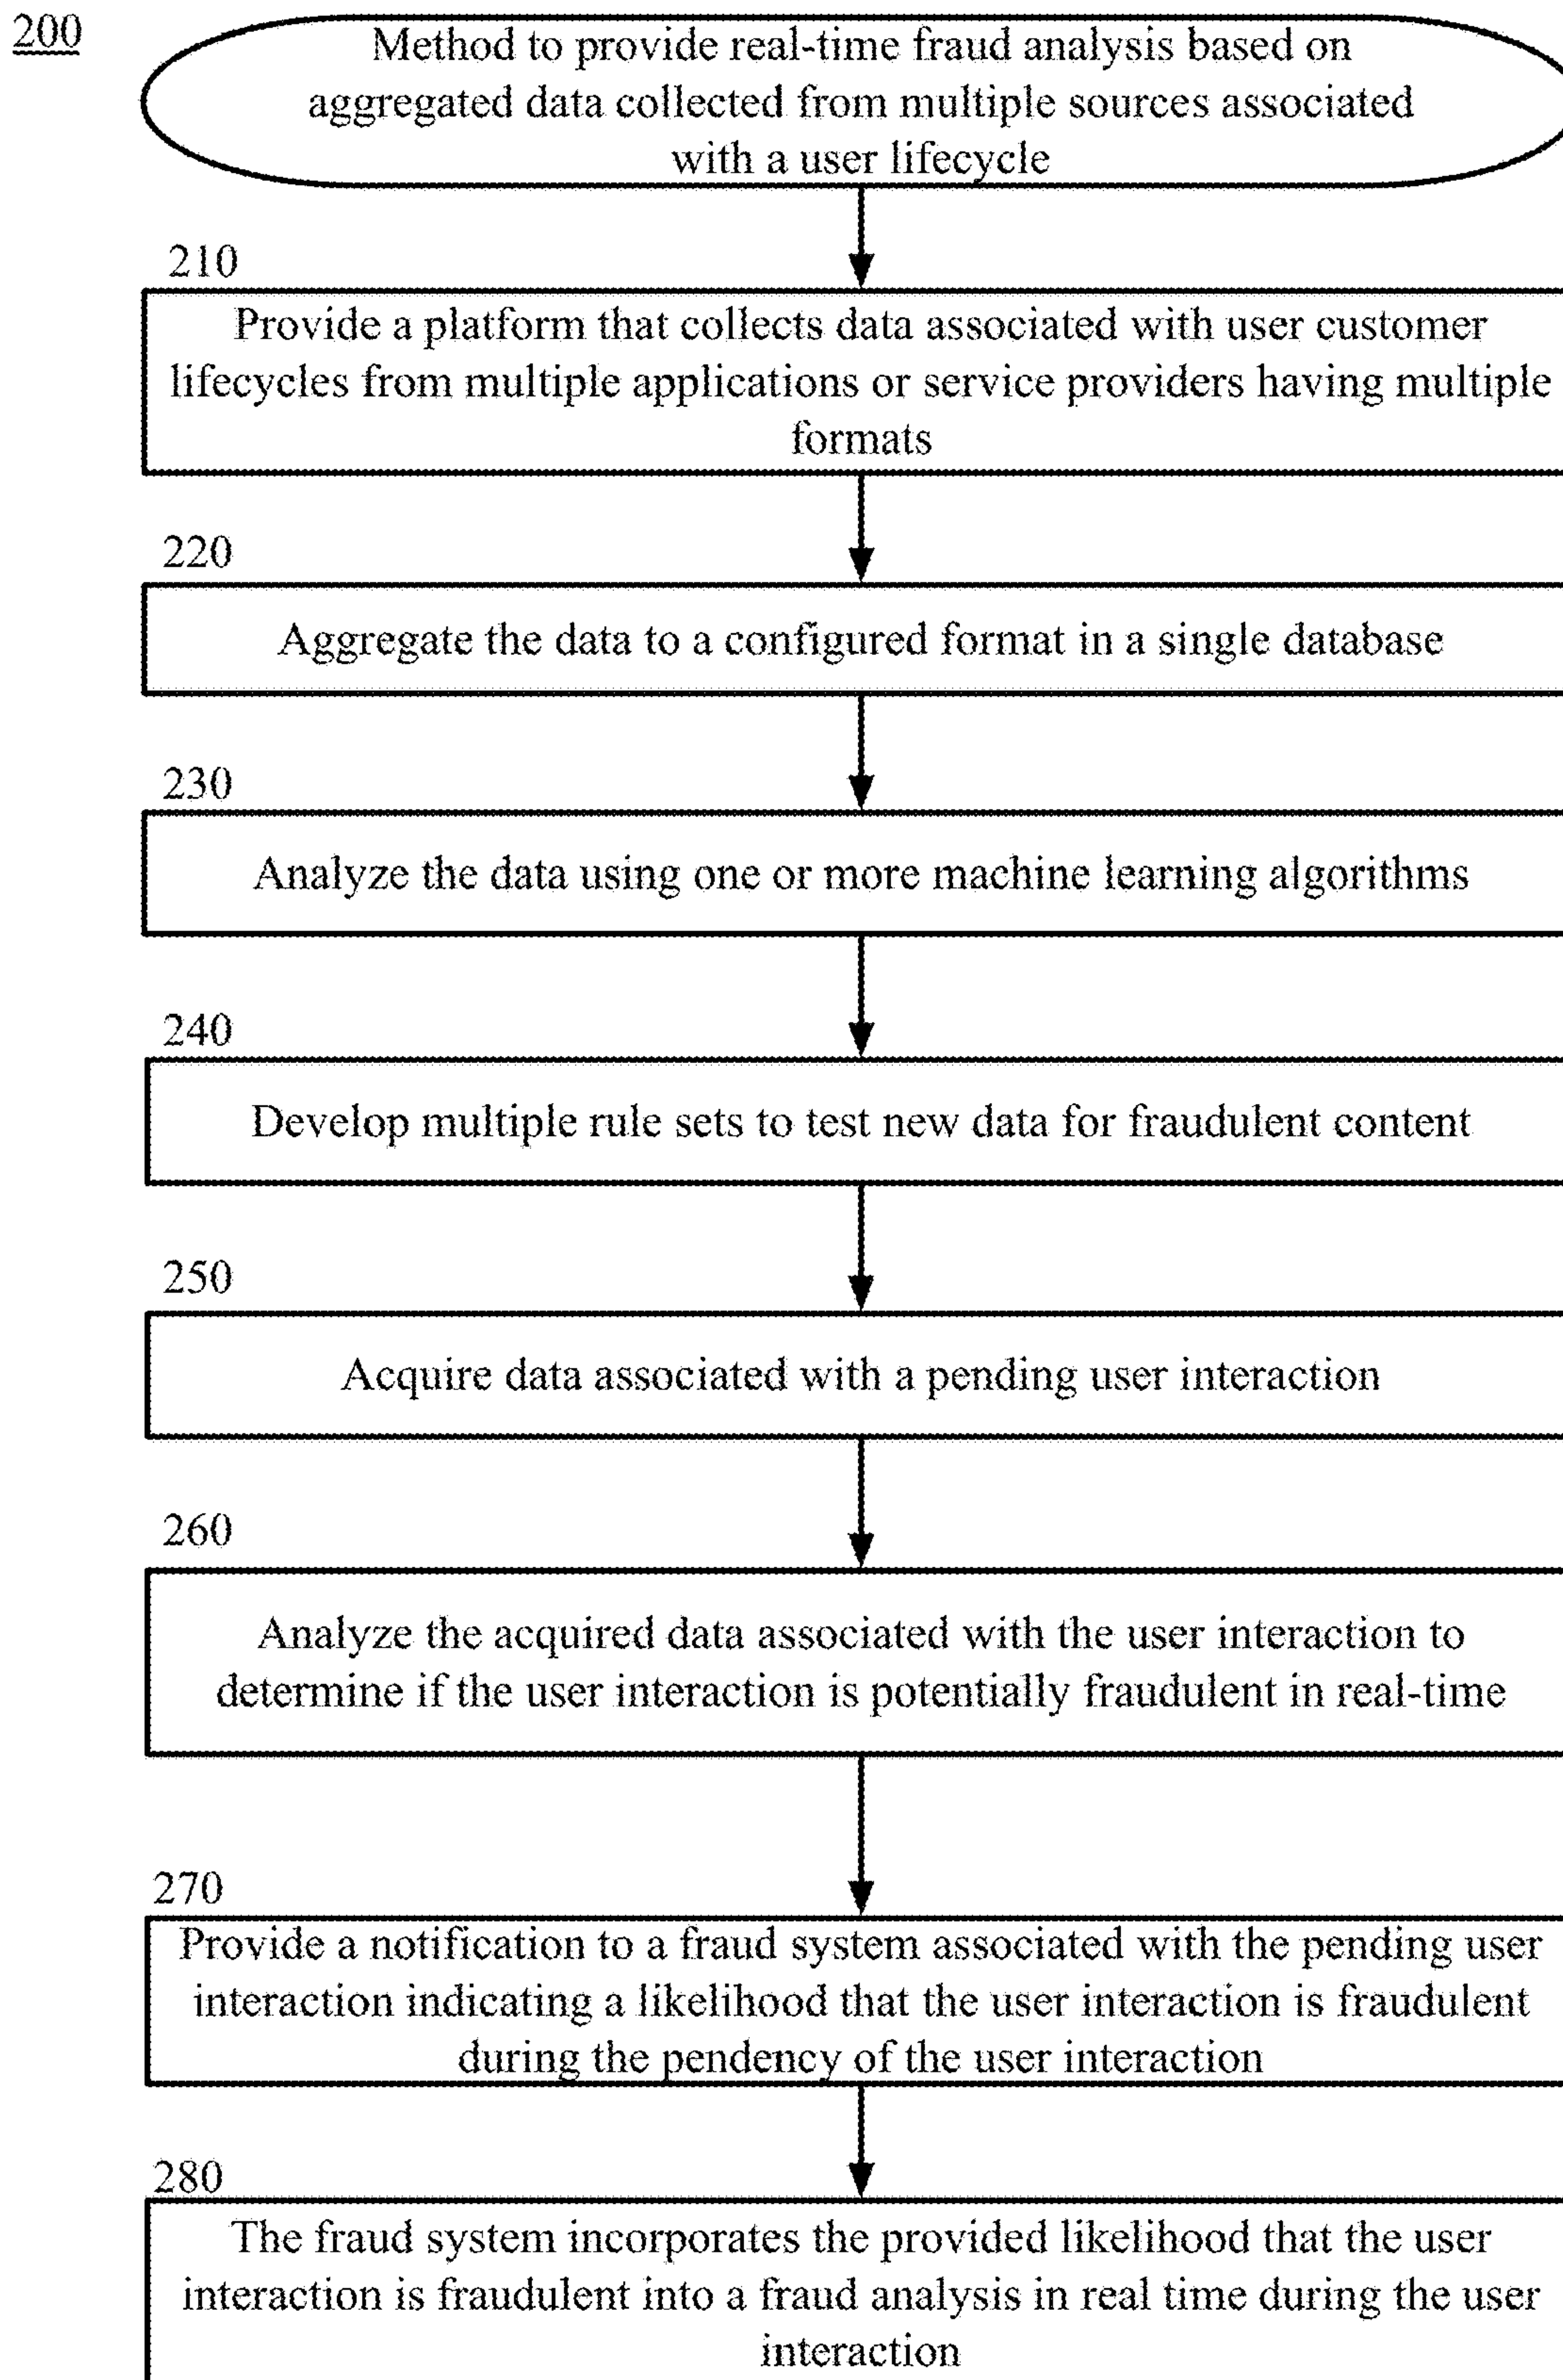 200
Method to provide real-time fraud analysis based on
aggregated data collected from multiple sources associated
with a user lifecycle
210
Provide a platform that collects data associated with user customer
lifecycles from multiple applications or service providers having multiple
formats
220
Aggregate the data to a configured format in a single database
230
Analyze the data using one or more machine learning algorithms
240
Develop multiple rule sets to test new data for fraudulent content
250
Acquire data associated with a pending user interaction
260
Analyze the acquired data associated with the user interaction to
determine if the user interaction is potentially fraudulent in real-time
270
Provide a notification to a fraud system associated with the pending user
interaction indicating a likelihood that the user interaction is fraudulent
during the pendency of the user interaction
280
The fraud system incorporates the provided likelihood that the user
interaction is fraudulent into a fraud analysis in real time during the user
interaction